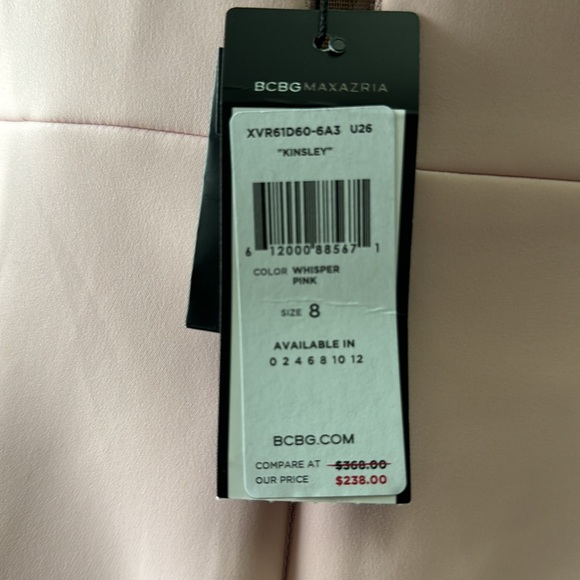 BCBGMAXAZRIA
XVR61D60-6A3 U26
"KINSLEY"
6 12000 88567 1
COLOR WHISPER
PINK
SIZE 8
AVAILABLE IN
0 2 4 6 8 10 12
BCBG.COM
COMPARE AT $368.00
OUR PRICE $238.00